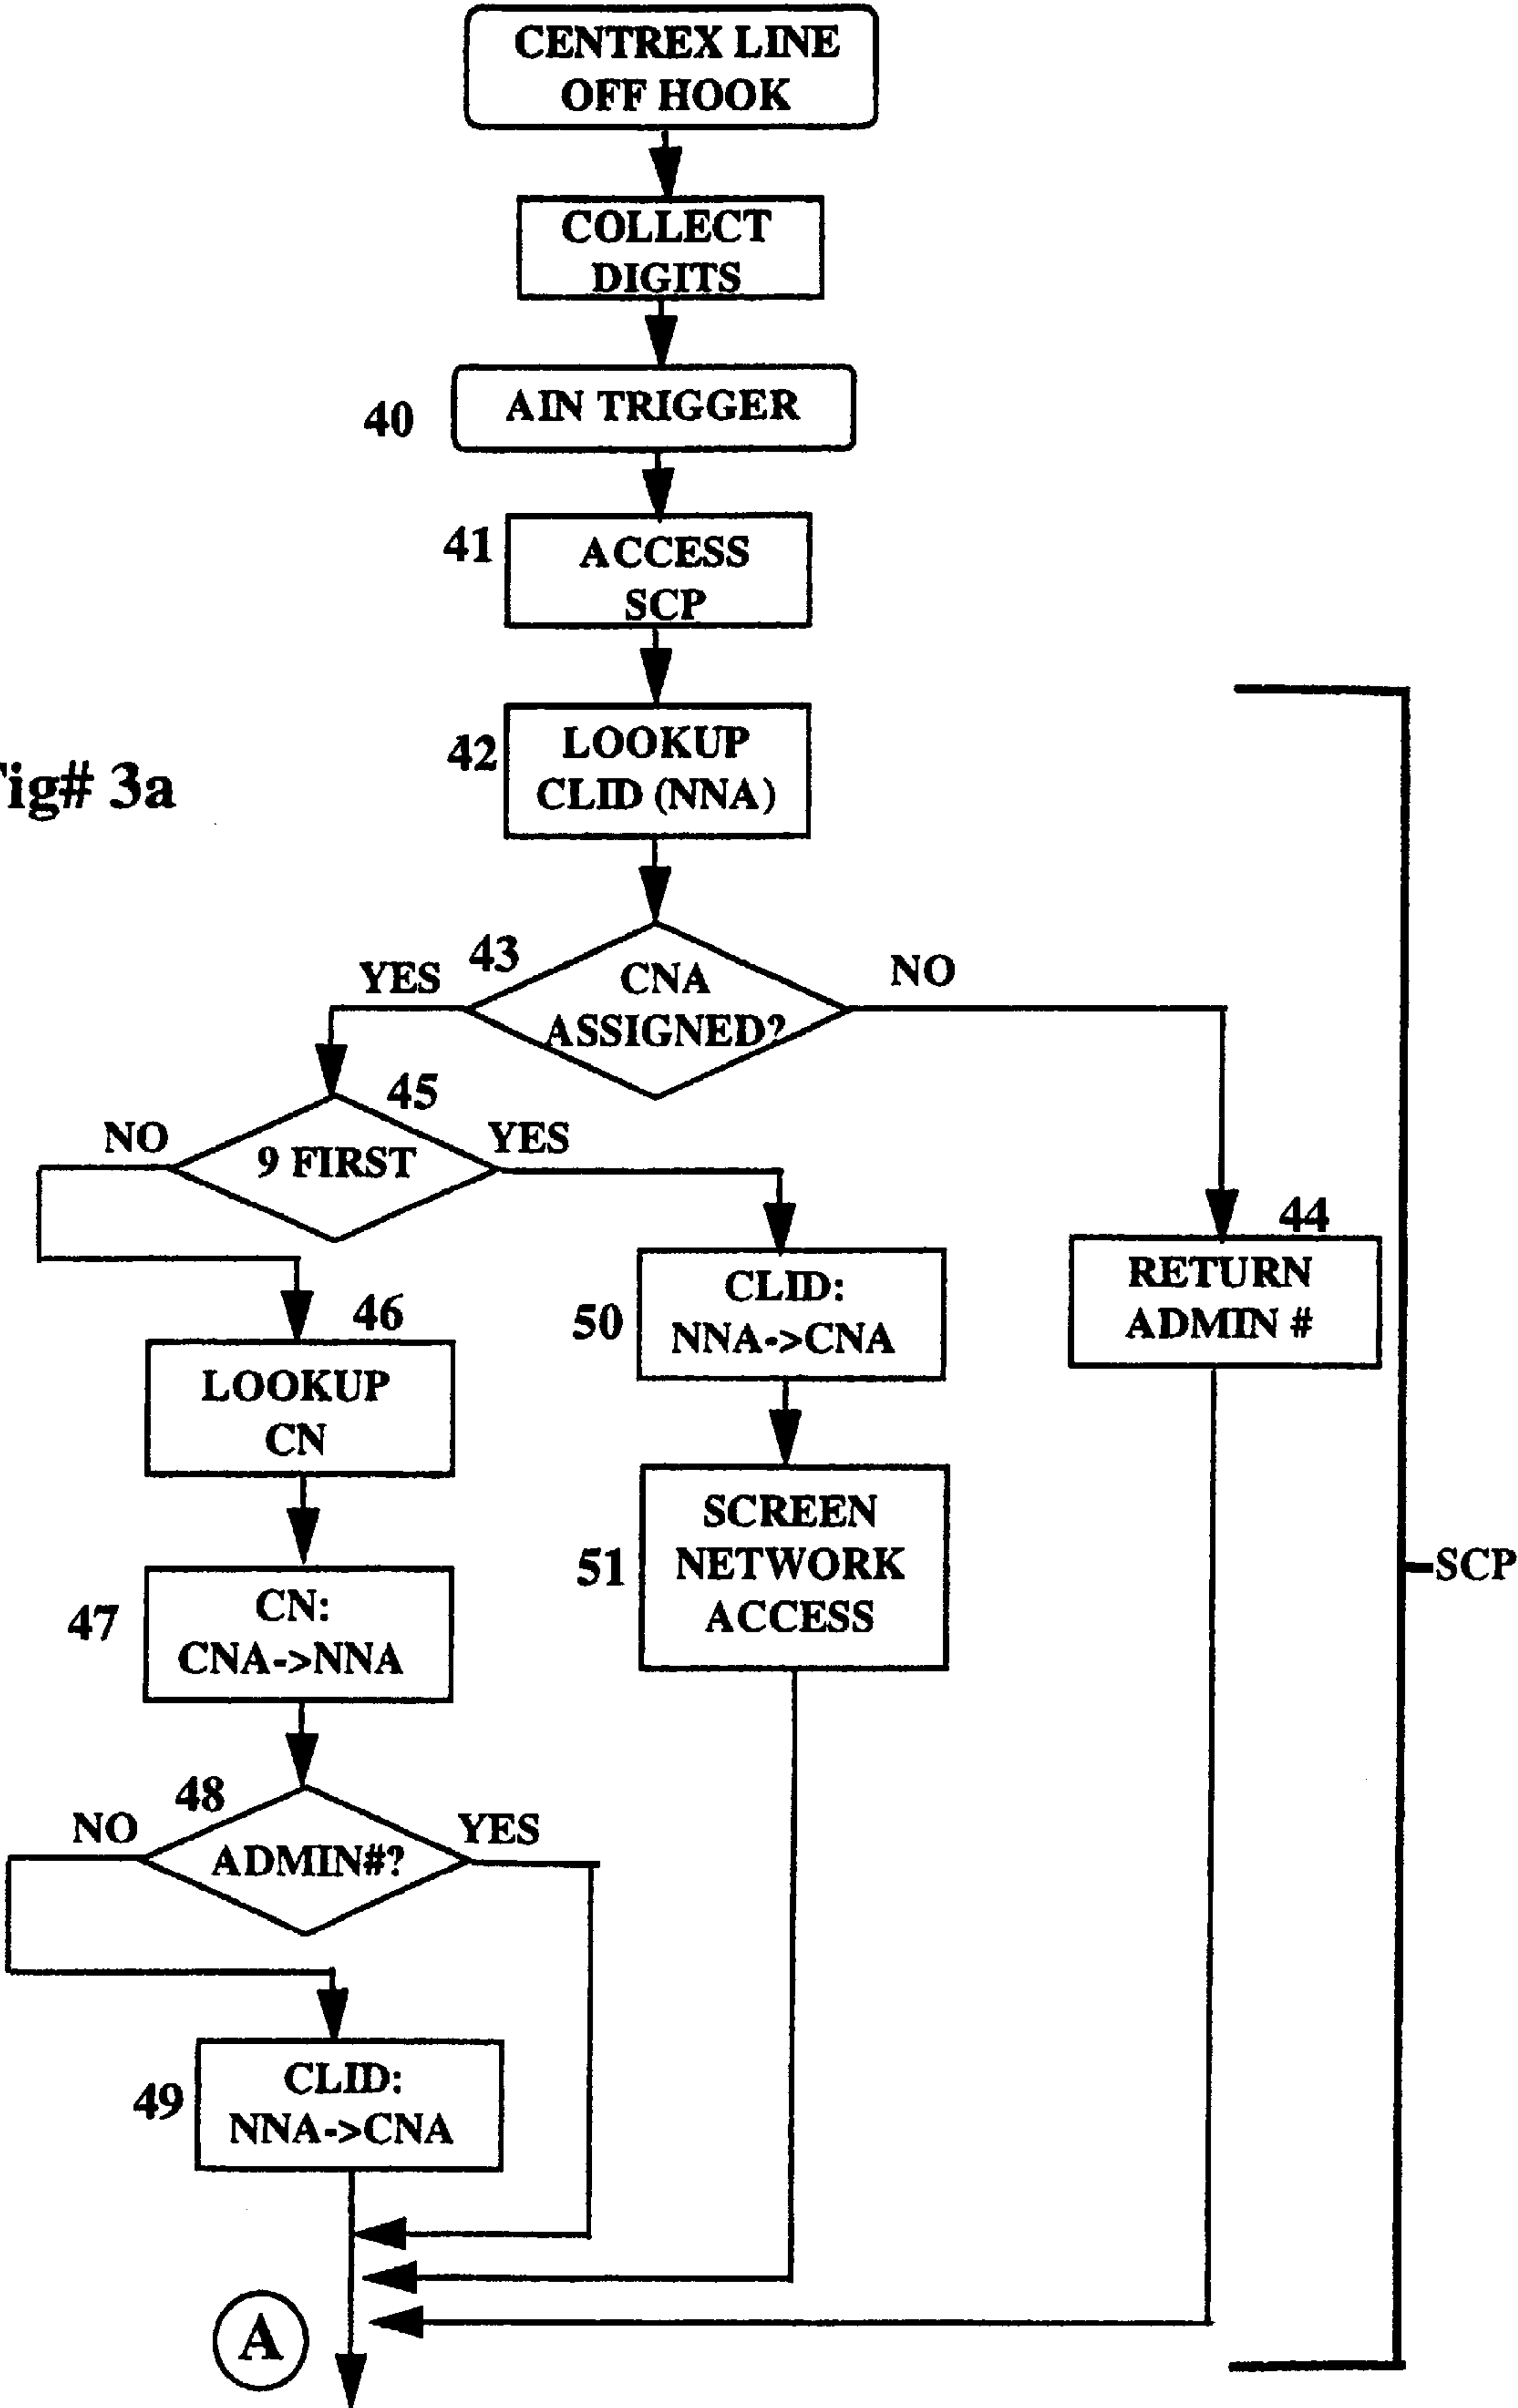 CENTREX LINE
OFF HOOK
COLLECT
DIGITS
40
AIN TRIGGER
41
ACCESS
SCP
42
LOOKUP
CLID (NNA)
ig# 3a
43
YES
CNA
ASSIGNED?
NO
45
NO
9 FIRST
YES
44
RETURN
ADMIN #
46
LOOKUP
CN
50
CLID:
NNA->CNA
47
CN:
CNA->NNA
51
SCREEN
NETWORK
ACCESS
SCP
48
NO
ADMIN#?
YES
49
CLID:
NNA->CNA
A